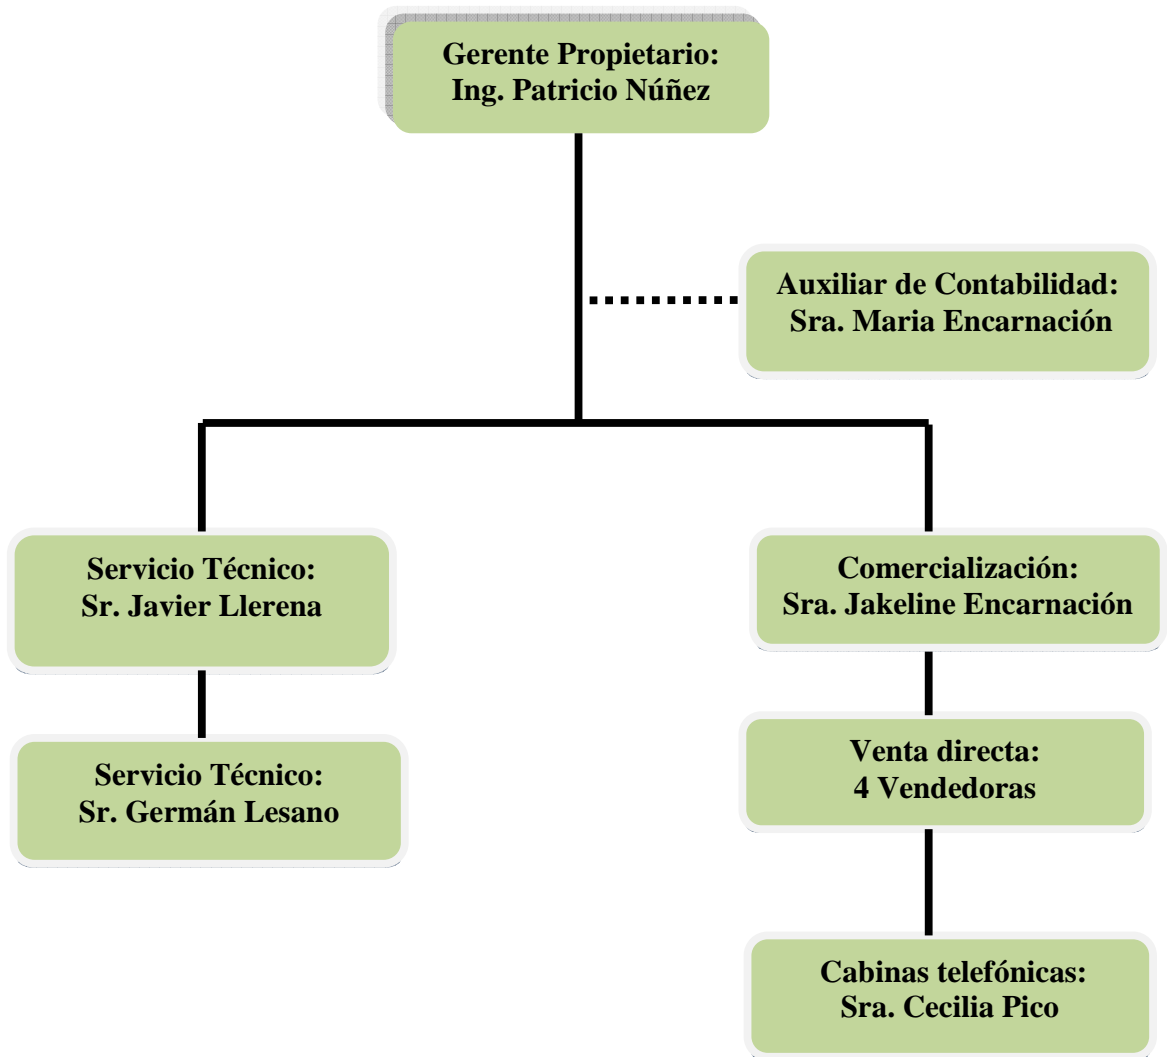 Gerente Propietario:
Ing. Patricio Núñez
Auxiliar de Contabilidad:
Sra. Maria Encarnación
Servicio Técnico:
Sr. Javier Llerena
Comercialización:
Sra. Jakeline Encarnación
Servicio Técnico:
Sr. Germán Lesano
Venta directa:
4 Vendedoras
Cabinas telefónicas:
Sra. Cecilia Pico